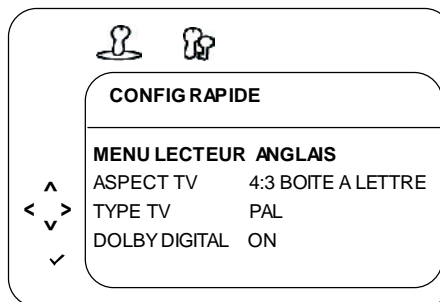 CONFIG RAPIDE
MENU LECTEUR ANGLAIS
ASPECT TV 4:3 BOITE A LETTRE
TYPE TV PAL
DOLBY DIGITAL ON